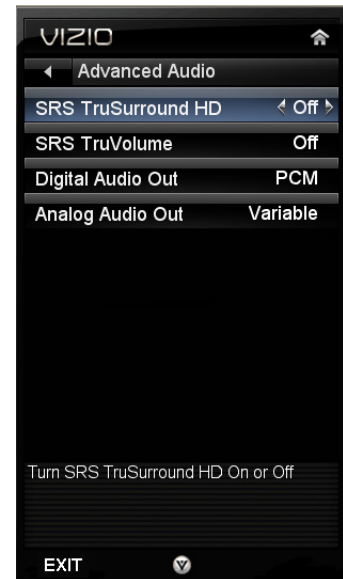 VIZIO
Advanced Audio
SRS TruSurround HD Off
SRS TruVolume Off
Digital Audio Out PCM
Analog Audio Out Variable
Turn SRS TruSurround HD On or Off
EXIT V